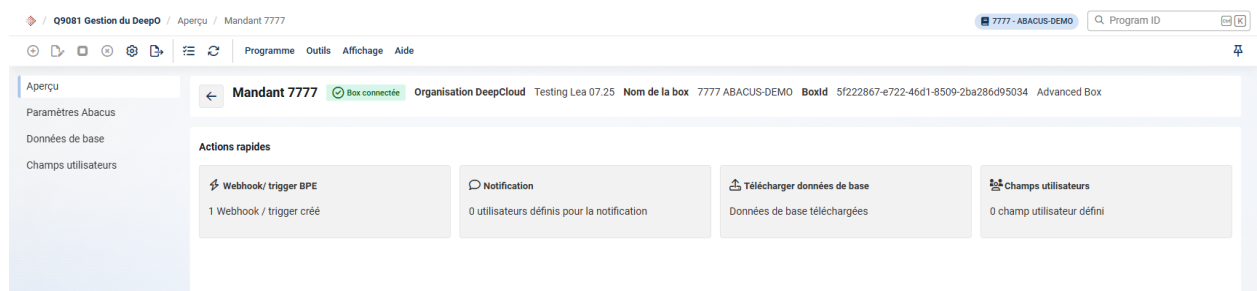 / Q9081 Gestion du DeepO / Aperçu / Mandant 7777
7777 - ABACUS-DEMO
Program ID
Ctrl K
Programme Outils Affichage Aide
Aperçu
Paramètres Abacus
Données de base
Champs utilisateurs
Mandant 7777 Box connectée Organisation DeepCloud Testing Lea 07.25 Nom de la box 7777 ABACUS-DEMO BoxId 5f222867-e722-46d1-8509-2ba286d95034 Advanced Box
Actions rapides
Webhook/ trigger BPE
1 Webhook / trigger créé
Notification
0 utilisateurs définis pour la notification
Télécharger données de base
Données de base téléchargées
Champs utilisateurs
0 champ utilisateur défini